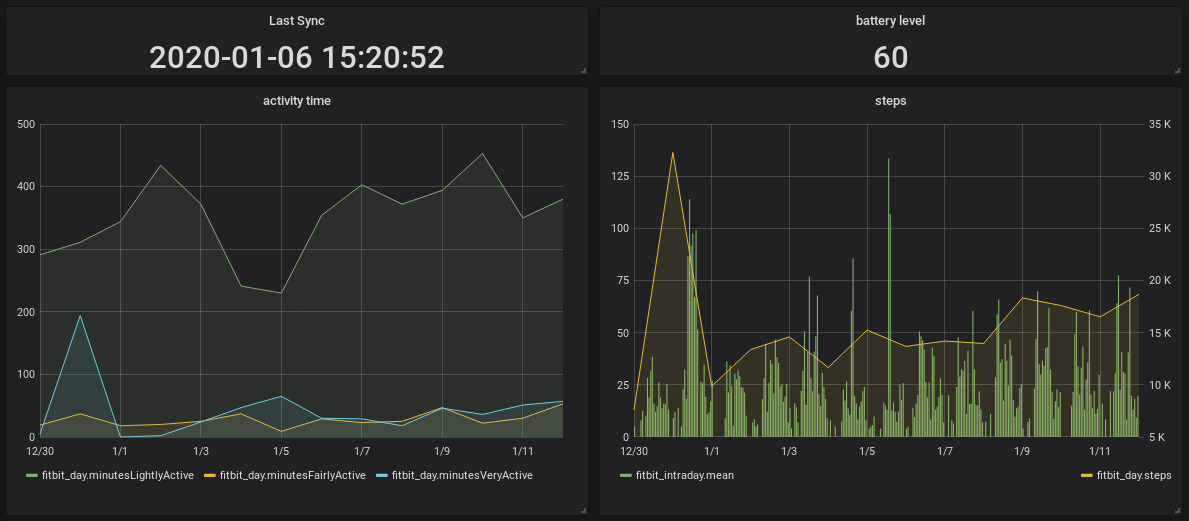 Last Sync
2020-01-06 15:20:52
battery level
60
activity time
500
400
300
200
100
0
12/30 1/1 1/3 1/5 1/7 1/9 1/11
fitbit_day.minutesLightlyActive fitbit_day.minutesFairlyActive fitbit_day.minutesVeryActive
steps
150 35 K
125 30 K
100 25 K
75 20 K
50 15 K
25 10 K
0 5 K
12/30 1/1 1/3 1/5 1/7 1/9 1/11
fitbit_intraday.mean fitbit_day.steps